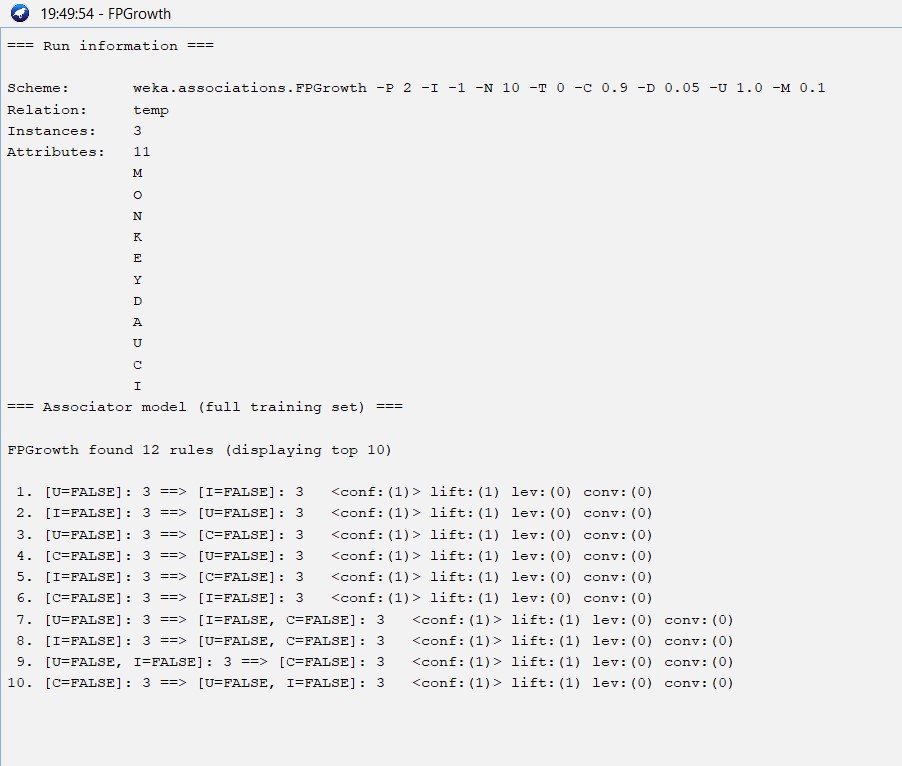 19:49:54 - FPGrowth
=== Run information ===
Scheme: weka.associations.FPGrowth -P 2 -I -1 -N 10 -T 0 -C 0.9 -D 0.05 -U 1.0 -M 0.1
Relation: temp
Instances: 3
Attributes: 11
M
O
N
K
E
Y
D
A
U
C
I
=== Associator model (full training set) ===
FPGrowth found 12 rules (displaying top 10)
1. [U=FALSE]: 3 ==> [I=FALSE]: 3 <conf:(1)> lift:(1) lev:(0) conv:(0)
2. [I=FALSE]: 3 ==> [U=FALSE]: 3 <conf:(1)> lift:(1) lev:(0) conv:(0)
3. [U=FALSE]: 3 ==> [C=FALSE]: 3 <conf:(1)> lift:(1) lev:(0) conv:(0)
4. [C=FALSE]: 3 ==> [U=FALSE]: 3 <conf:(1)> lift:(1) lev:(0) conv:(0)
5. [I=FALSE]: 3 ==> [C=FALSE]: 3 <conf:(1)> lift:(1) lev:(0) conv:(0)
6. [C=FALSE]: 3 ==> [I=FALSE]: 3 <conf:(1)> lift:(1) lev:(0) conv:(0)
7. [U=FALSE]: 3 ==> [I=FALSE, C=FALSE]: 3 <conf:(1)> lift:(1) lev:(0) conv:(0)
8. [I=FALSE]: 3 ==> [U=FALSE, C=FALSE]: 3 <conf:(1)> lift:(1) lev:(0) conv:(0)
9. [U=FALSE, I=FALSE]: 3 ==> [C=FALSE]: 3 <conf:(1)> lift:(1) lev:(0) conv:(0)
10. [C=FALSE]: 3 ==> [U=FALSE, I=FALSE]: 3 <conf:(1)> lift:(1) lev:(0) conv:(0)